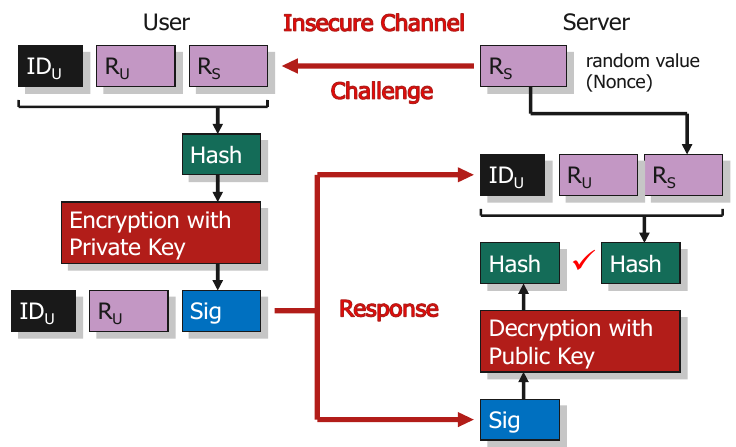 User
Insecure Channel
Server
ID_U
R_U
R_S
R_S
random value
(Nonce)
Challenge
Hash
ID_U
R_U
R_S
Encryption with
Private Key
Hash
Hash
ID_U
R_U
Sig
Response
Decryption with
Public Key
Sig